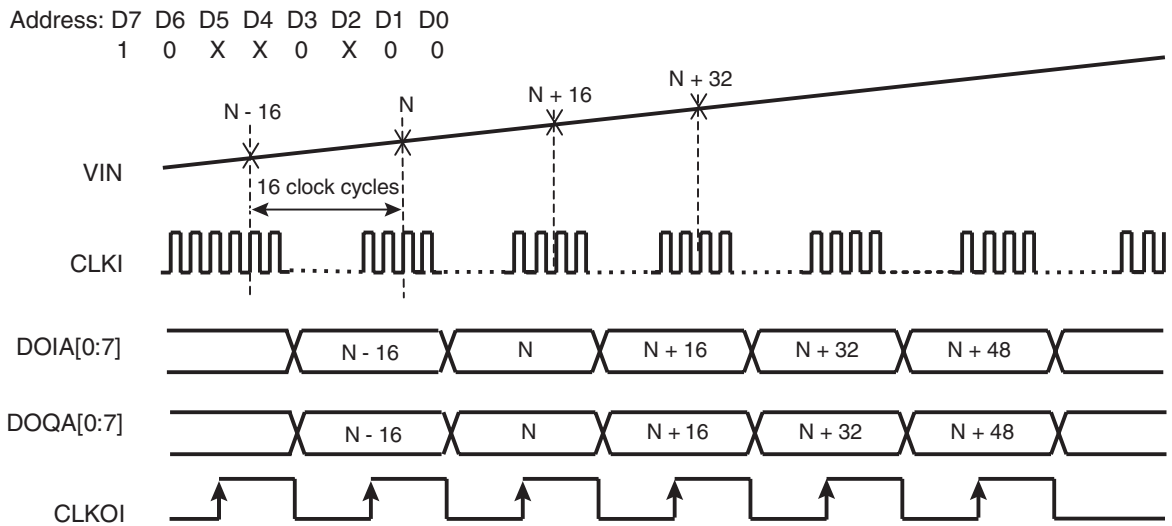 Address: D7 D6 D5 D4 D3 D2 D1 D0
1 0 X X 0 X 0 0
N - 16 N N + 16 N + 32
VIN
16 clock cycles
CLKI
DOIA[0:7] N - 16 N N + 16 N + 32 N + 48
DOQA[0:7] N - 16 N N + 16 N + 32 N + 48
CLKOI